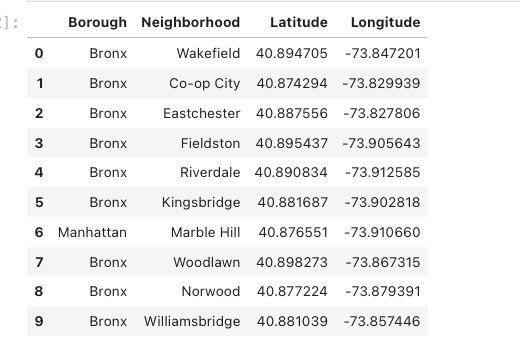 ]:
Borough Neighborhood Latitude Longitude
0 Bronx Wakefield 40.894705 -73.847201
1 Bronx Co-op City 40.874294 -73.829939
2 Bronx Eastchester 40.887556 -73.827806
3 Bronx Fieldston 40.895437 -73.905643
4 Bronx Riverdale 40.890834 -73.912585
5 Bronx Kingsbridge 40.881687 -73.902818
6 Manhattan Marble Hill 40.876551 -73.910660
7 Bronx Woodlawn 40.898273 -73.867315
8 Bronx Norwood 40.877224 -73.879391
9 Bronx Williamsbridge 40.881039 -73.857446